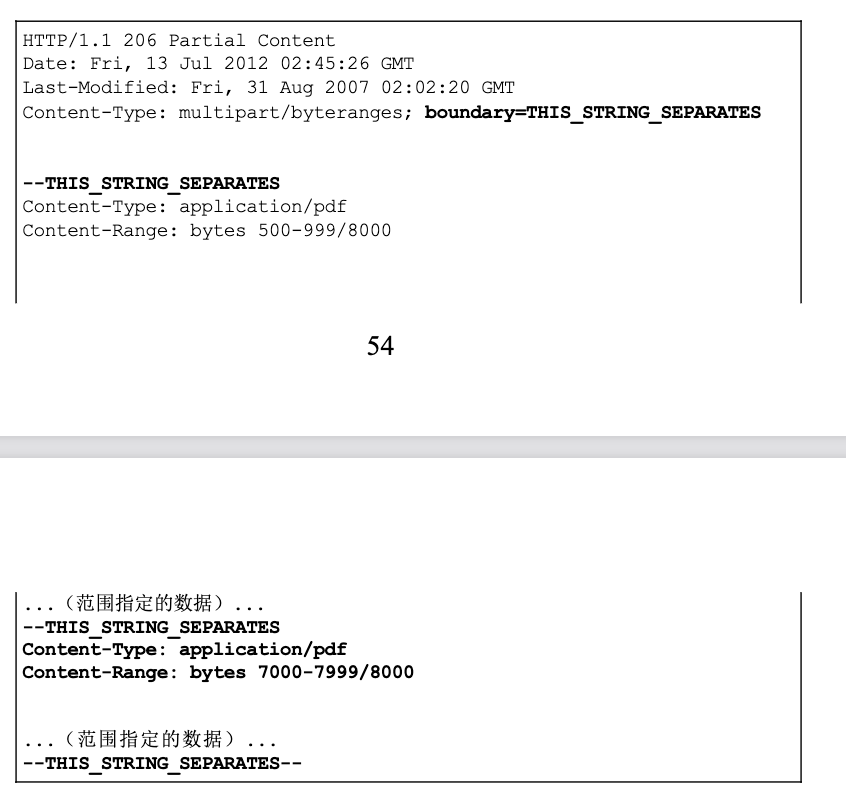 HTTP/1.1 206 Partial Content
Date: Fri, 13 Jul 2012 02:45:26 GMT
Last-Modified: Fri, 31 Aug 2007 02:02:20 GMT
Content-Type: multipart/byteranges; boundary=THIS_STRING_SEPARATES
--THIS_STRING_SEPARATES
Content-Type: application/pdf
Content-Range: bytes 500-999/8000
54
...（范围指定的数据）...
--THIS_STRING_SEPARATES
Content-Type: application/pdf
Content-Range: bytes 7000-7999/8000
...（范围指定的数据）...
--THIS_STRING_SEPARATES--